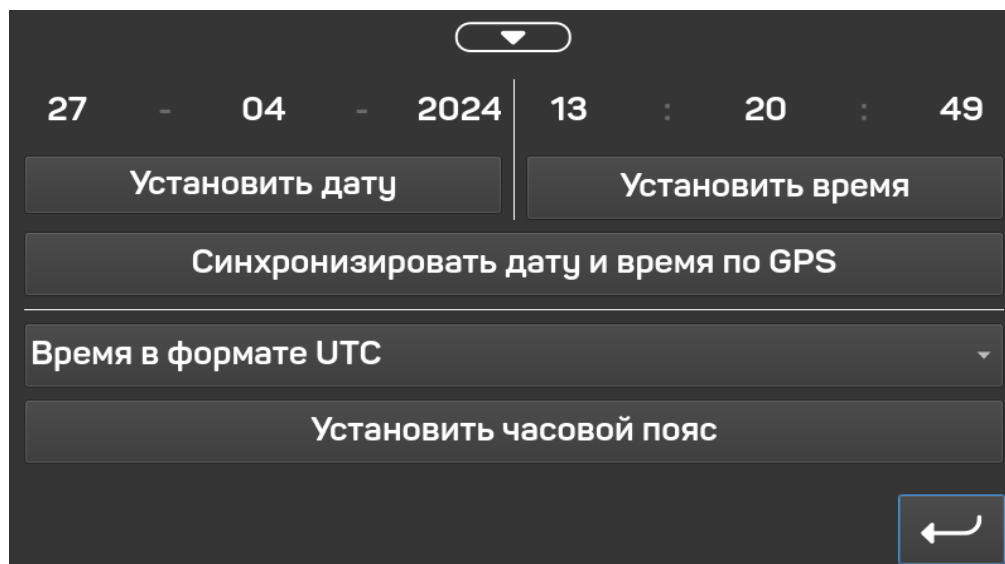 27 - 04 - 2024 13 : 20 : 49
Установить дату Установить время
Синхронизировать дату и время по GPS
Время в формате UTC
Установить часовой пояс